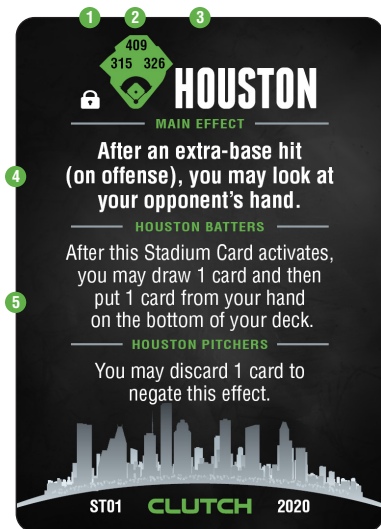 1 2 3
409
315 326
HOUSTON
MAIN EFFECT
After an extra-base hit
(on offense), you may look at
your opponent's hand.
4
HOUSTON BATTERS
After this Stadium Card activates,
you may draw 1 card and then
put 1 card from your hand
on the bottom of your deck.
5
HOUSTON PITCHERS
You may discard 1 card to
negate this effect.
ST01 CLUTCH 2020